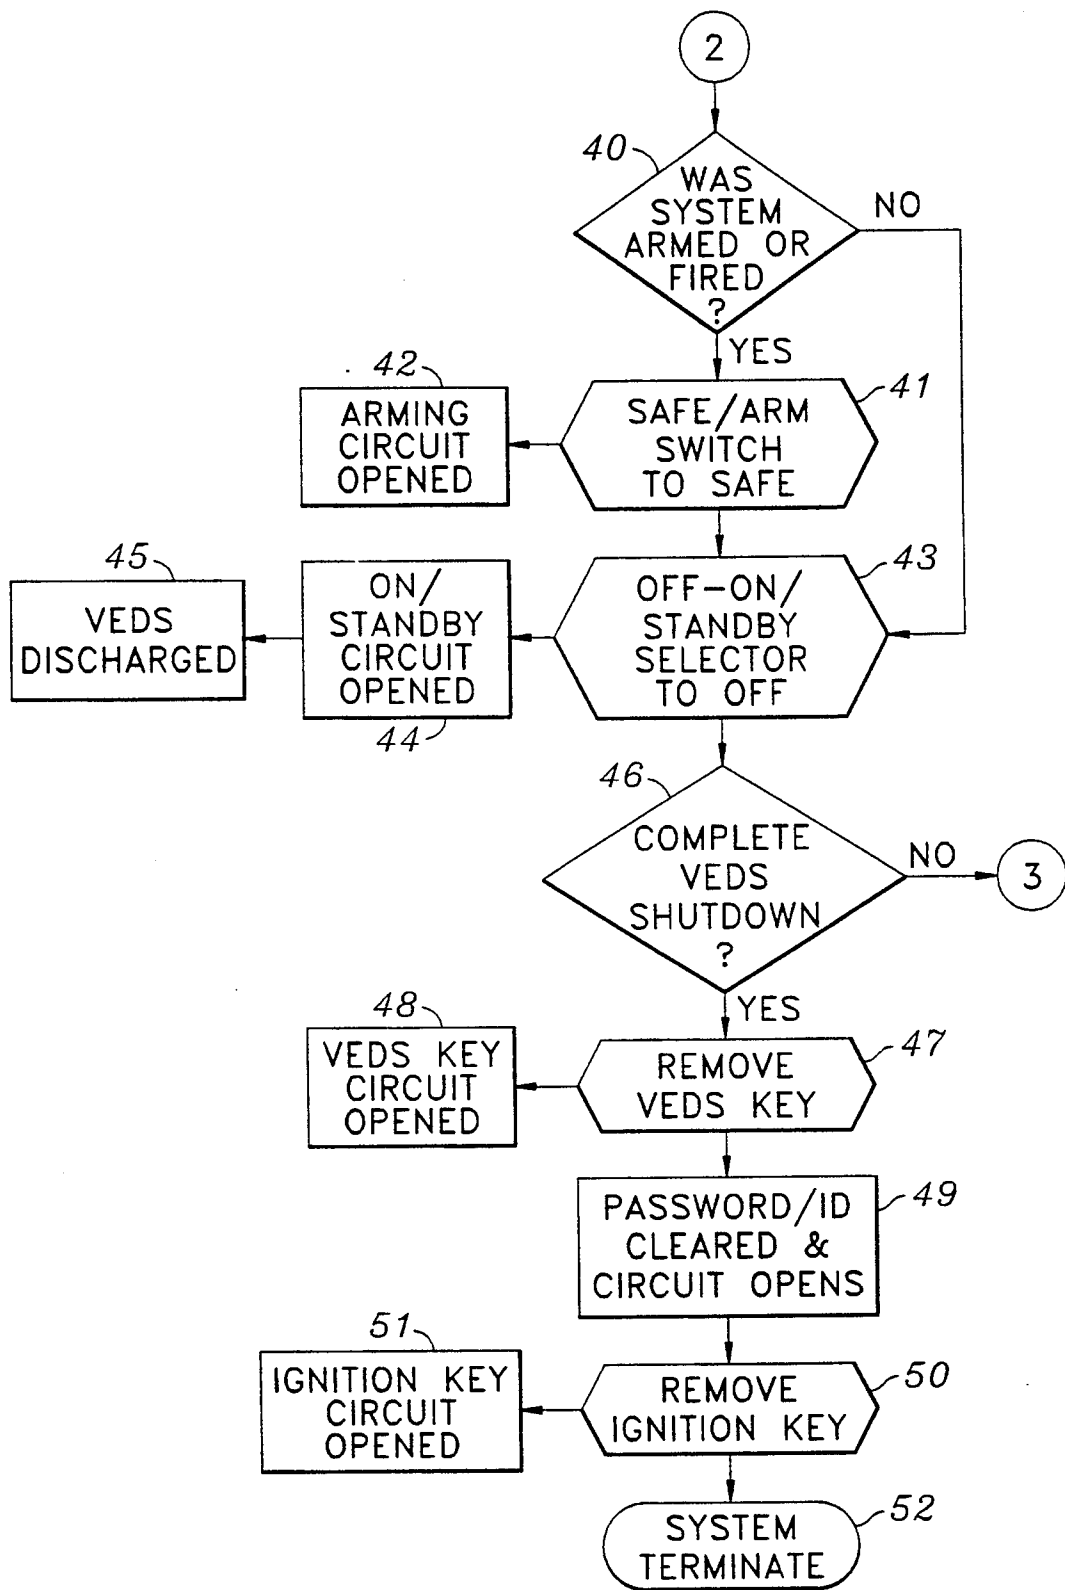 2
40
WAS
SYSTEM
ARMED OR
FIRED
?
NO
YES
42
ARMING
CIRCUIT
OPENED
SAFE/ARM
SWITCH
TO SAFE
41
45
VEDS
DISCHARGED
ON/
STANDBY
CIRCUIT
OPENED
44
OFF-ON/
STANDBY
SELECTOR
TO OFF
43
46
COMPLETE
VEDS
SHUTDOWN
?
NO
3
YES
48
VEDS KEY
CIRCUIT
OPENED
REMOVE
VEDS KEY
47
PASSWORD/ID
CLEARED &
CIRCUIT OPENS
49
51
IGNITION KEY
CIRCUIT
OPENED
REMOVE
IGNITION KEY
50
SYSTEM
TERMINATE
52